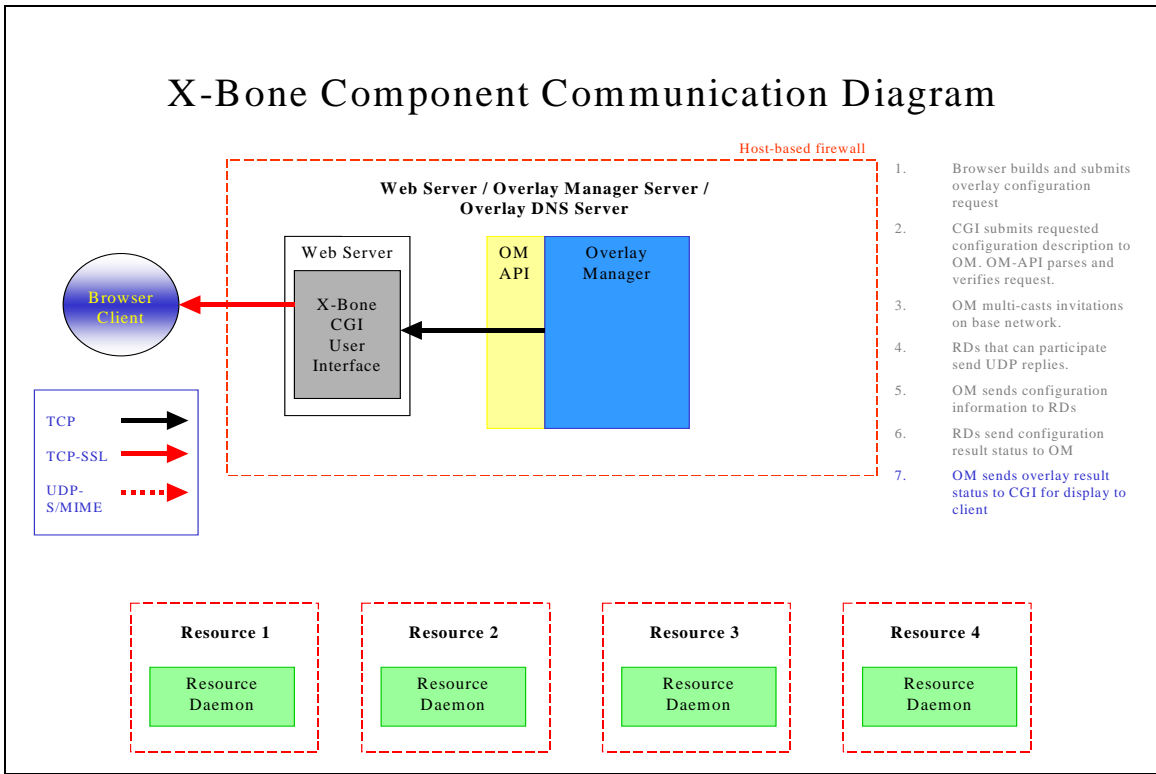 X-Bone Component Communication Diagram
Host-based firewall
Web Server / Overlay Manager Server /
Overlay DNS Server
Web Server
X-Bone
CGI
User
Interface
OM
API
Overlay
Manager
Browser
Client
TCP
TCP-SSL
UDP-
S/MIME
1. Browser builds and submits
overlay configuration
request
2. CGI submits requested
configuration description to
OM. OM-API parses and
verifies request.
3. OM multi-casts invitations
on base network.
4. RDs that can participate
send UDP replies.
5. OM sends configuration
information to RDs
6. RDs send configuration
result status to OM
7. OM sends overlay result
status to CGI for display to
client
Resource 1
Resource
Daemon
Resource 2
Resource
Daemon
Resource 3
Resource
Daemon
Resource 4
Resource
Daemon